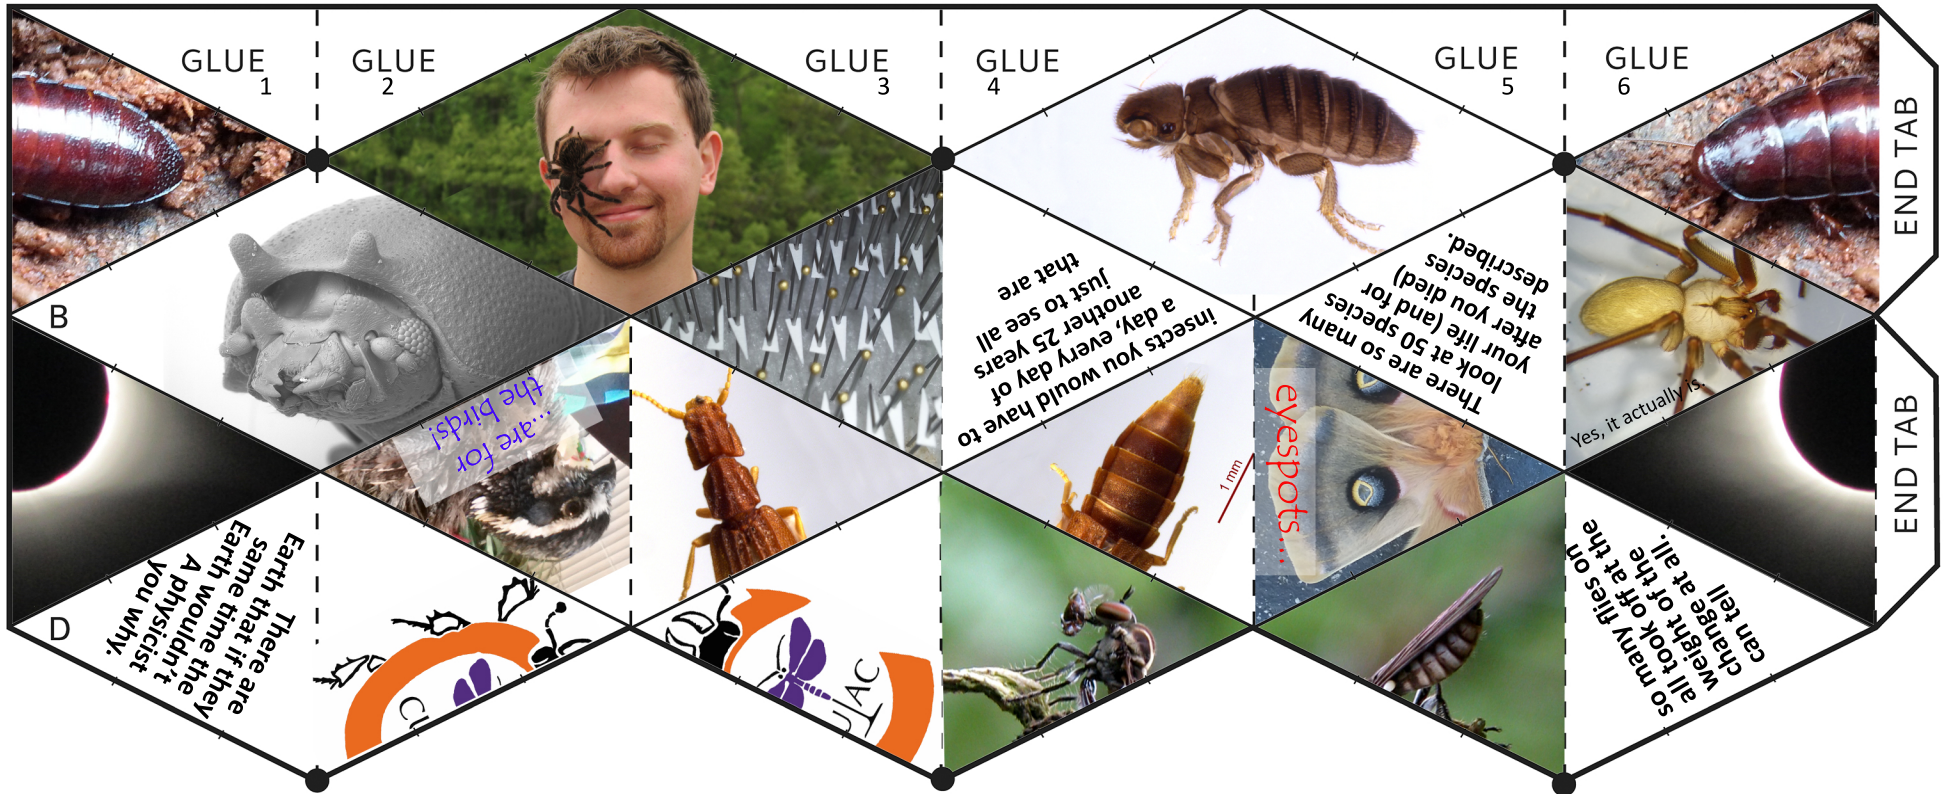 GLUE
1
GLUE
2
GLUE
3
GLUE
4
GLUE
5
GLUE
6
END TAB
END TAB
B
D
There are so many
look at 50 species
your life (and for
after you died)
the species
described.
insects you would have to
a day, every day of
another 25 years
just to see all
that are
...are for
the birds!
eyespots...
1 mm
Yes, it actually is.
There are
Earth that if they
same time the
Earth wouldn't
A physicist
you why.
so many flies on
all took off at the
weight of the
change at all.
can tell
CU
UJAC